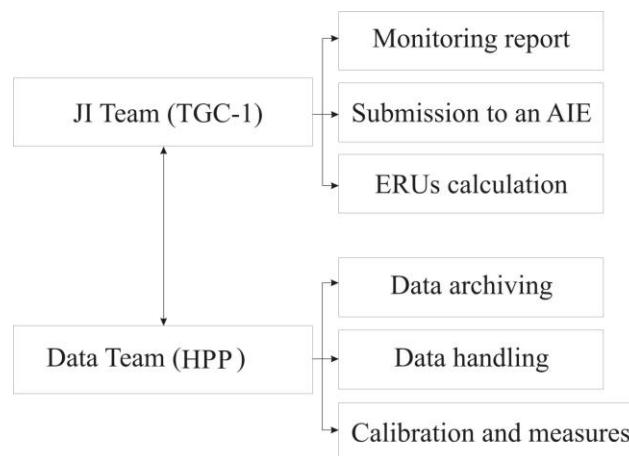 Monitoring report
JI Team (TGC-1)
Submission to an AIE
ERUs calculation
Data archiving
Data Team (HPP)
Data handling
Calibration and measures